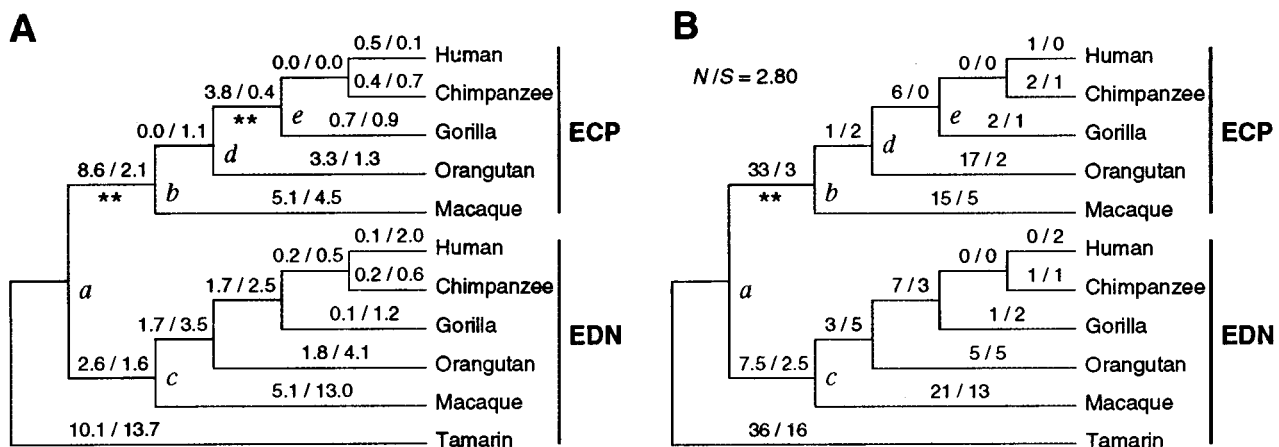 A
0.5 / 0.1
0.0 / 0.0
Human
0.4 / 0.7
3.8 / 0.4
Chimpanzee
**
e
0.7 / 0.9
0.0 / 1.1
Gorilla
ECP
d
3.3 / 1.3
8.6 / 2.1
Orangutan
**
b
5.1 / 4.5
Macaque
0.1 / 2.0
0.2 / 0.5
Human
a
0.2 / 0.6
1.7 / 2.5
Chimpanzee
0.1 / 1.2
1.7 / 3.5
Gorilla
EDN
1.8 / 4.1
2.6 / 1.6
Orangutan
c
5.1 / 13.0
Macaque
10.1 / 13.7
Tamarin
B
N/S = 2.80
1 / 0
0 / 0
Human
2 / 1
6 / 0
Chimpanzee
e
2 / 1
1 / 2
Gorilla
ECP
d
17 / 2
33 / 3
Orangutan
**
b
15 / 5
Macaque
0 / 2
0 / 0
Human
a
1 / 1
7 / 3
Chimpanzee
1 / 2
3 / 5
Gorilla
EDN
5 / 5
7.5 / 2.5
Orangutan
c
21 / 13
Macaque
36 / 16
Tamarin